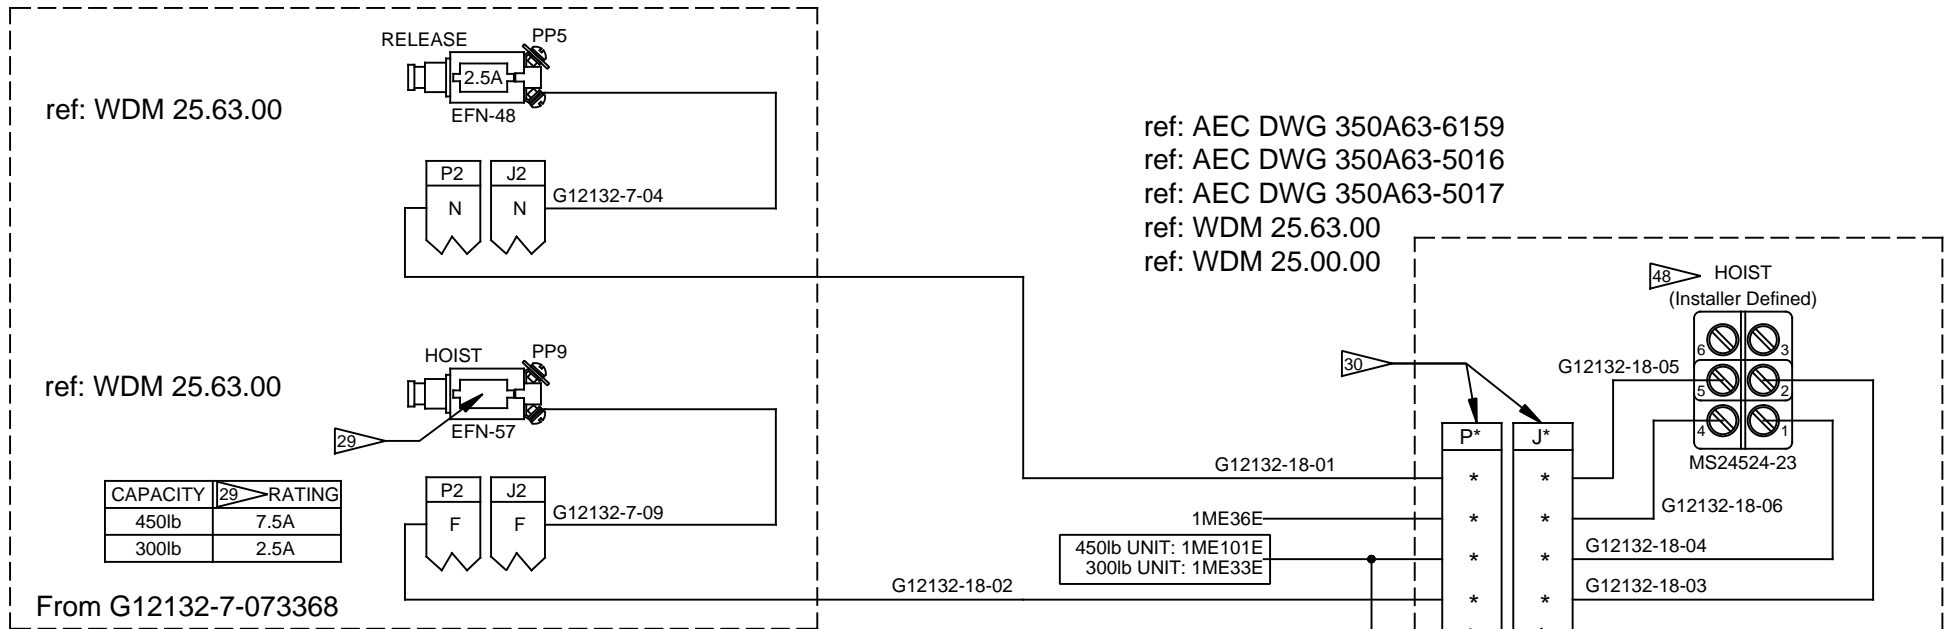 RELEASE
PP5
2.5A
EFN-48
ref: WDM 25.63.00
P2
J2
N
N
G12132-7-04
HOIST
PP9
EFN-57
ref: WDM 25.63.00
29
CAPACITY 29 RATING
450lb 7.5A
300lb 2.5A
P2
J2
F
F
G12132-7-09
From G12132-7-073368
ref: AEC DWG 350A63-6159
ref: AEC DWG 350A63-5016
ref: AEC DWG 350A63-5017
ref: WDM 25.63.00
ref: WDM 25.00.00
48 HOIST
(Installer Defined)
6 3
5 2
4 1
MS24524-23
30
P* J*
G12132-18-01
* *
G12132-18-05
1ME36E
* *
G12132-18-06
450lb UNIT: 1ME101E
300lb UNIT: 1ME33E
* *
G12132-18-04
G12132-18-02
* *
G12132-18-03